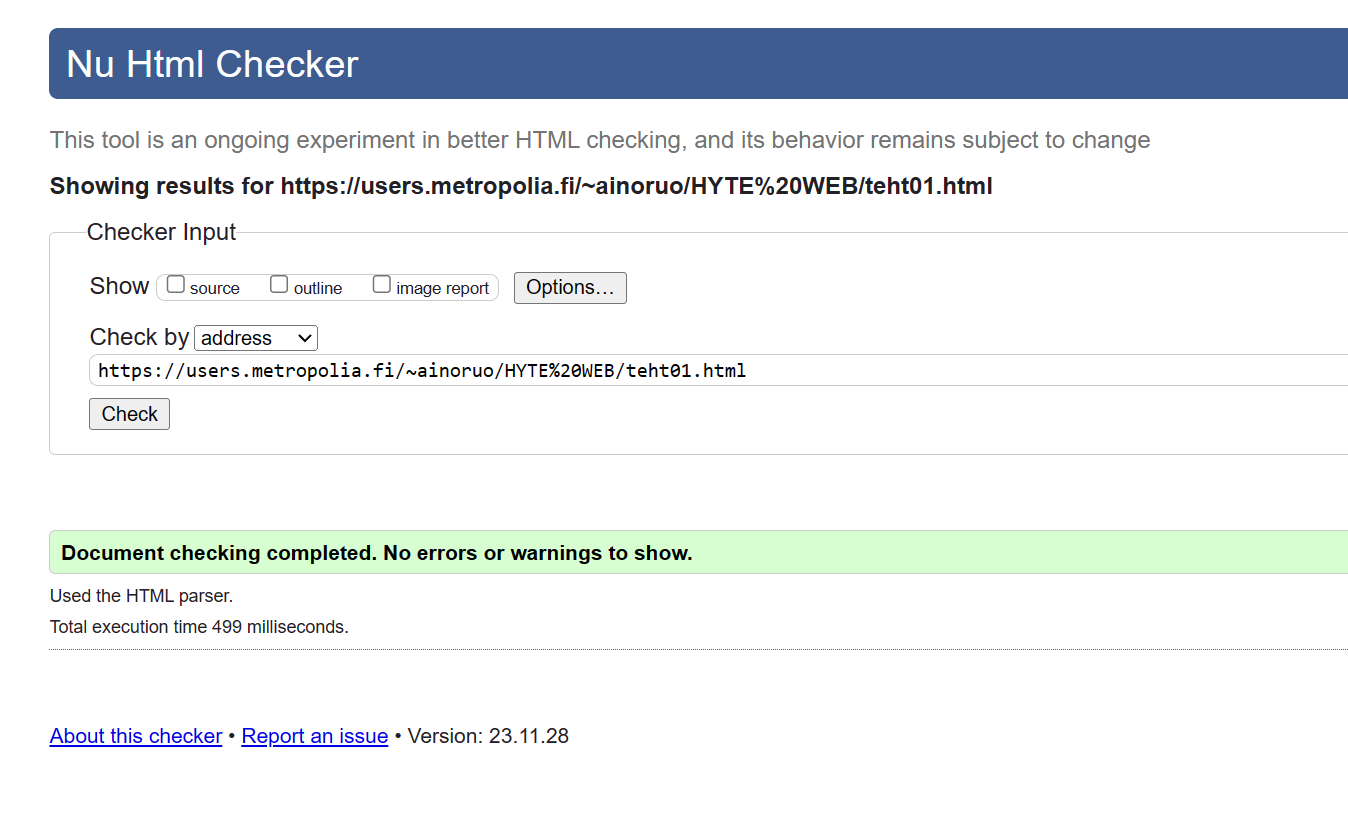 Nu Html Checker
This tool is an ongoing experiment in better HTML checking, and its behavior remains subject to change
Showing results for https://users.metropolia.fi/~ainoruo/HYTE%20WEB/teht01.html
Checker Input
Show source outline image report Options...
Check by address
https://users.metropolia.fi/~ainoruo/HYTE%20WEB/teht01.html
Check
Document checking completed. No errors or warnings to show.
Used the HTML parser.
Total execution time 499 milliseconds.
About this checker • Report an issue • Version: 23.11.28